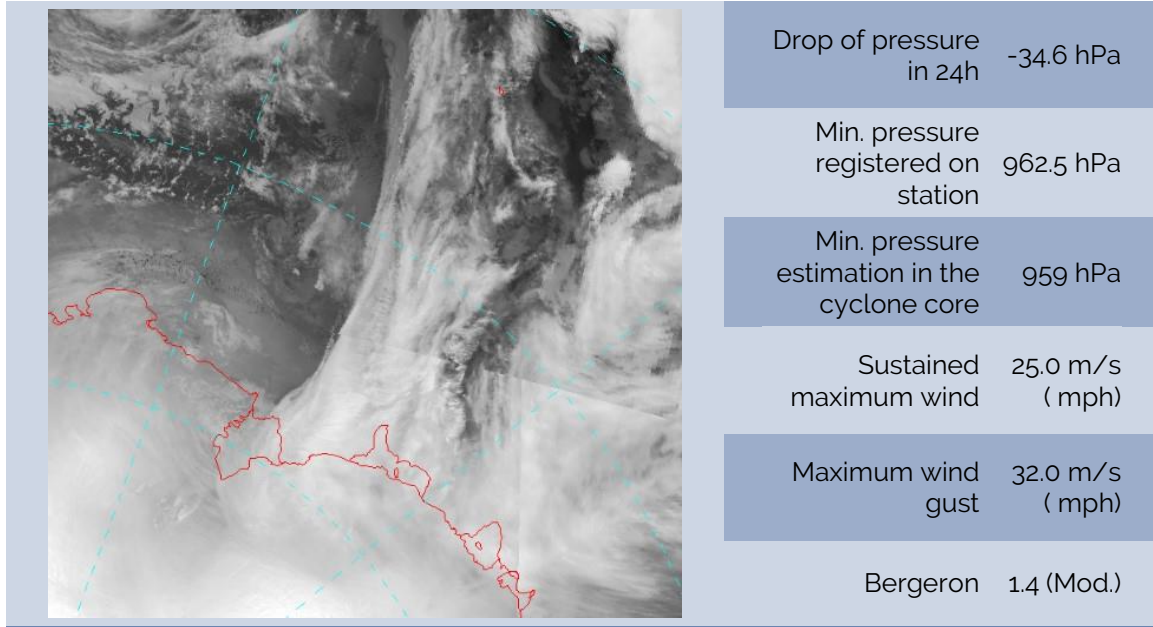 Drop of pressure
in 24h
-34.6 hPa
Min. pressure
registered on
station
962.5 hPa
Min. pressure
estimation in the
cyclone core
959 hPa
Sustained
maximum wind
25.0 m/s
( mph)
Maximum wind
gust
32.0 m/s
( mph)
Bergeron
1.4 (Mod.)